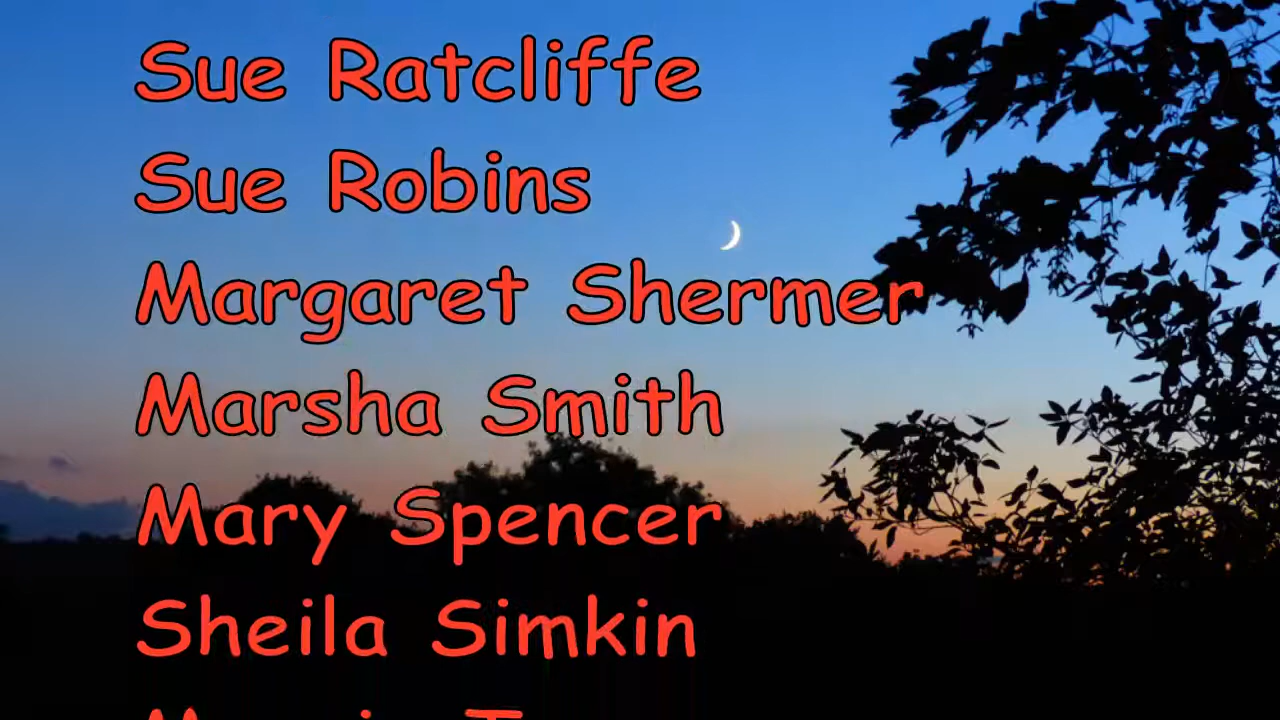 Sue Ratcliffe
Sue Robins
Margaret Shermer
Marsha Smith
Mary Spencer
Sheila Simkin